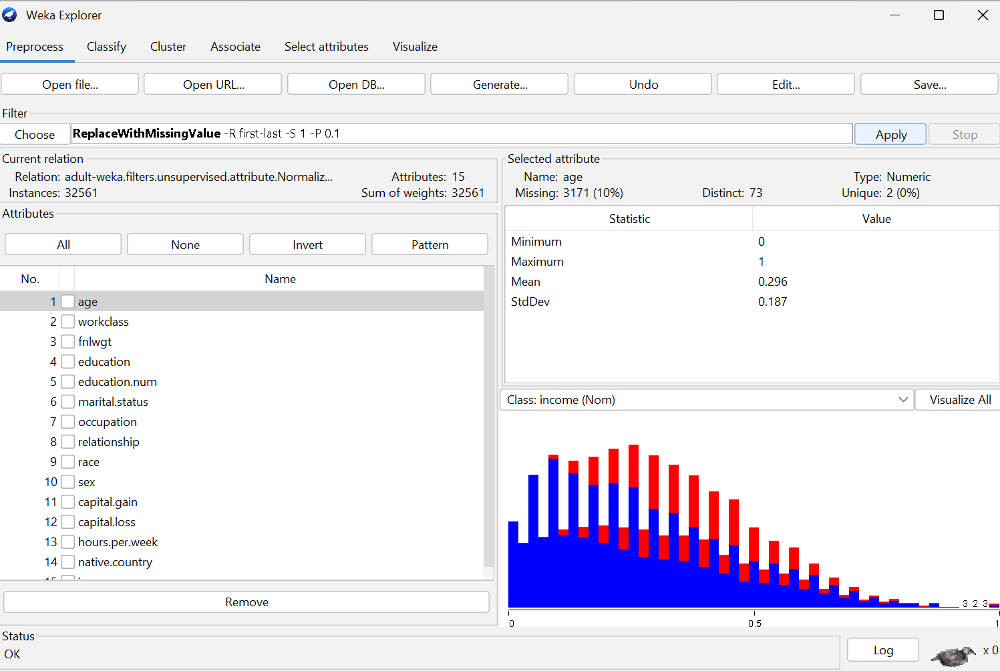 Weka Explorer
Preprocess Classify Cluster Associate Select attributes Visualize
Open file... Open URL... Open DB... Generate... Undo Edit... Save...
Filter
Choose ReplaceWithMissingValue -R first-last -S 1 -P 0.1 Apply Stop
Current relation
Relation: adult-weka.filters.unsupervised.attribute.Normaliz... Attributes: 15
Instances: 32561 Sum of weights: 32561
Attributes
All None Invert Pattern
No. Name
1 age
2 workclass
3 fnlwgt
4 education
5 education.num
6 marital.status
7 occupation
8 relationship
9 race
10 sex
11 capital.gain
12 capital.loss
13 hours.per.week
14 native.country
Remove
Selected attribute
Name: age Type: Numeric
Missing: 3171 (10%) Distinct: 73 Unique: 2 (0%)
Statistic Value
Minimum 0
Maximum 1
Mean 0.296
StdDev 0.187
Class: income (Nom) Visualize All
3 2 3
0 0.5 1
Status
OK
Log x 0